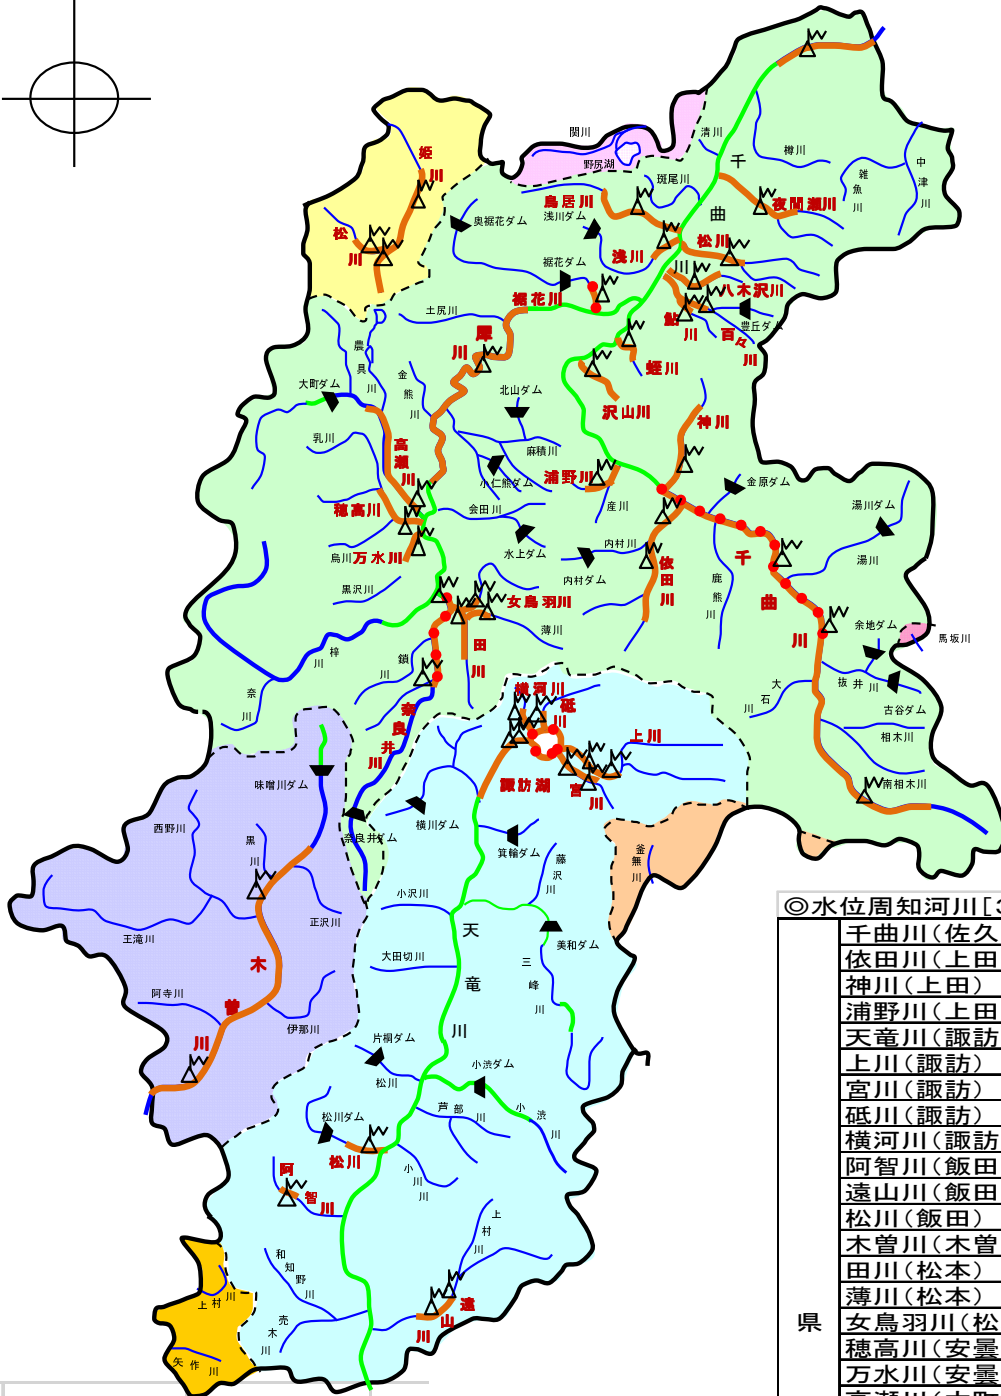 関川
野尻湖
清川
千曲川
樽川
雑魚川
中津川
斑尾川
夜間瀬川
姫川
松川
奥裾花ダム
鳥居川
浅川ダム
浅川
松川
裾花ダム
裾花川
八木沢川
豊丘ダム
鮎川
百々川
土尻川
犀川
農具川
蛭川
大町ダム
金熊川
北山ダム
沢山川
神川
乳川
高瀬川
麻積川
小仁熊ダム
浦野川
金原ダム
湯川ダム
穂高川
会田川
産川
湯川
烏川
万水川
水上ダム
内村川
内村ダム
依田川
千曲川
鹿熊川
黒沢川
女鳥羽川
薄川
余地ダム
馬坂川
梓川
鎖川
田川
奈川
奈良井川
横河川
砥川
上川
大石川
抜井川
古谷ダム
相木川
諏訪湖
宮川
南相木川
味噌川ダム
西野川
黒川
奈良井ダム
横川ダム
箕輪ダム
藤沢川
釜無川
小沢川
正沢川
王滝川
大田切川
天竜川
美和ダム
三峰川
木曽川
阿寺川
伊那川
片桐ダム
松川
小渋ダム
芦部川
小渋川
松川ダム
松川
小川川
阿智川
上村川
和知野川
売木川
遠山川
上村川
矢作川
◎水位周知河川[3
千曲川(佐久
依田川(上田
神川(上田)
浦野川(上田
天竜川(諏訪
上川(諏訪)
宮川(諏訪)
砥川(諏訪)
横河川(諏訪
阿智川(飯田
遠山川(飯田
松川(飯田)
木曽川(木曽
田川(松本)
薄川(松本)
県
女鳥羽川(松
穂高川(安曇
万水川(安曇